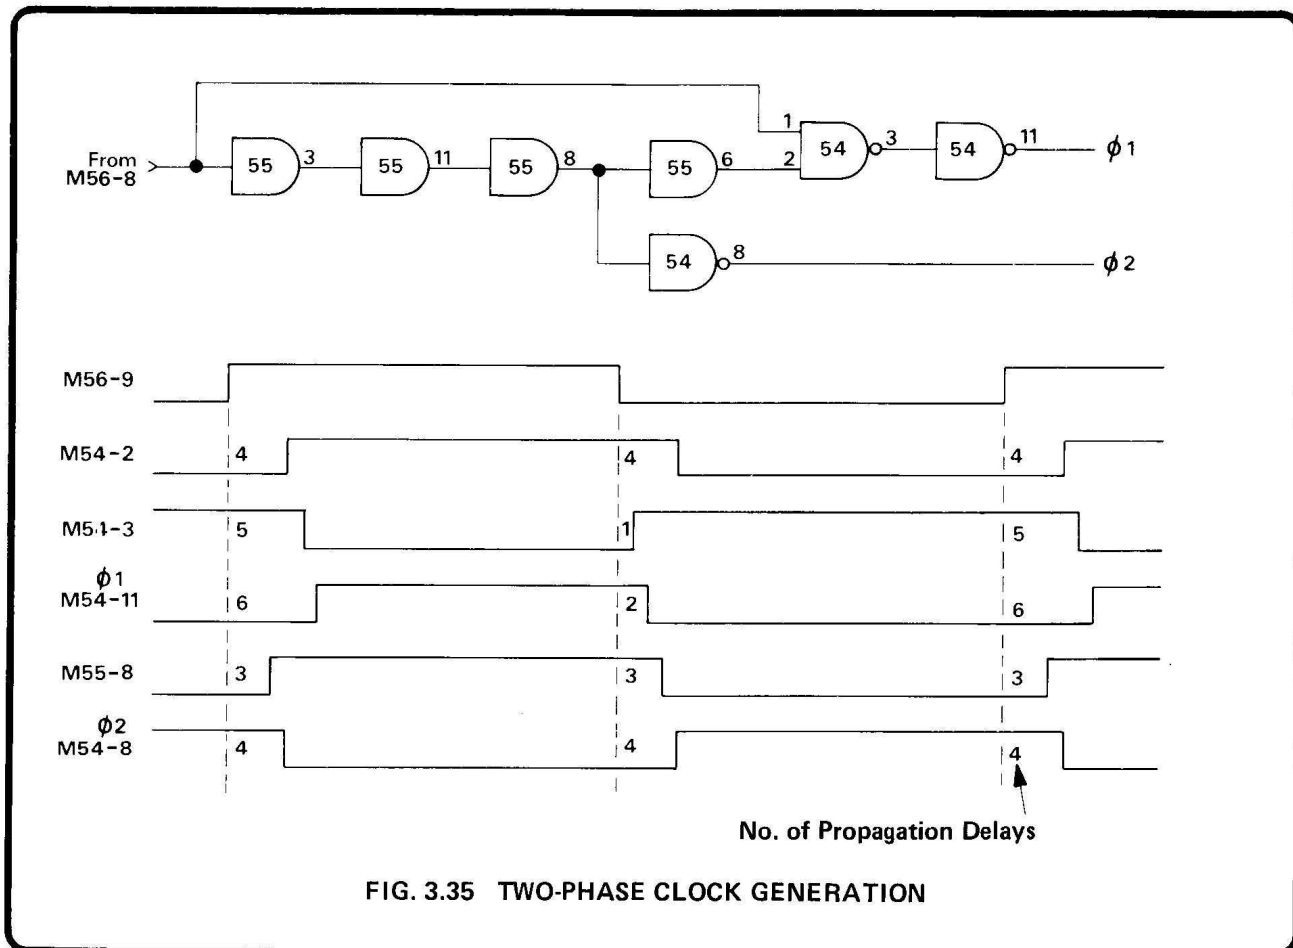 From
M56-8
55 3
55 11
55 8
55 6
1
2
54 3
54 11
ϕ1
54 8
ϕ2
M56-9
M54-2 4 4 4
M54-3 5 1 5
ϕ1
M54-11 6 2 6
M55-8 3 3 3
ϕ2
M54-8 4 4 4
No. of Propagation Delays
FIG. 3.35 TWO-PHASE CLOCK GENERATION